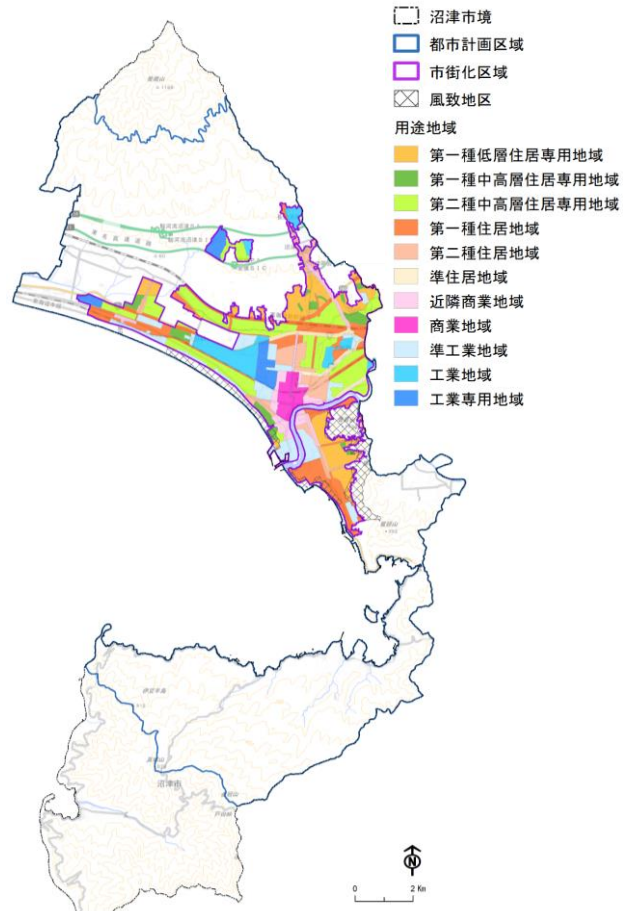 沼津市境
都市計画区域
市街化区域
風致地区
用途地域
第一種低層住居専用地域
第一種中高層住居専用地域
第二種中高層住居専用地域
第一種住居地域
第二種住居地域
準住居地域
近隣商業地域
商業地域
準工業地域
工業地域
工業専用地域
沼津市
N
0 2 Km